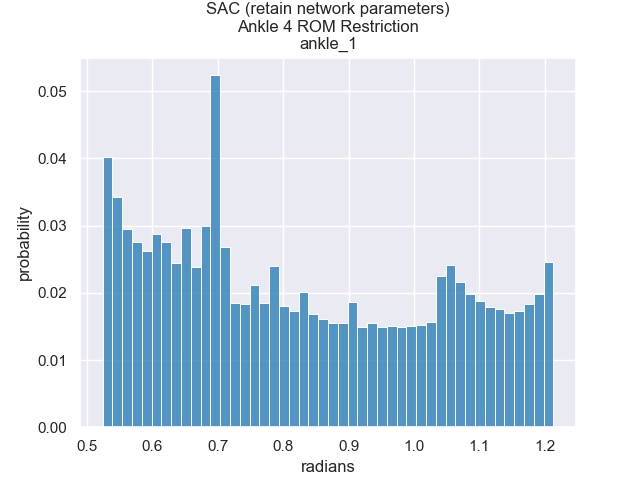 SAC (retain network parameters)
Ankle 4 ROM Restriction
ankle_1
probability
0.05
0.04
0.03
0.02
0.01
0.00
0.5 0.6 0.7 0.8 0.9 1.0 1.1 1.2
radians